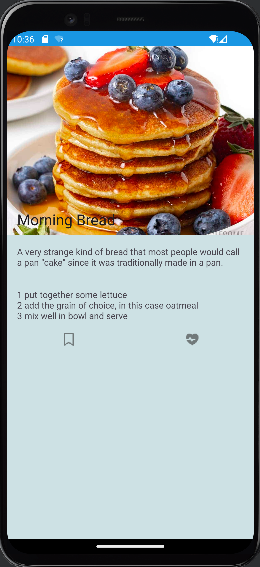 10:36
Morning Bread
A very strange kind of bread that most people would call
a pan "cake" since it was traditionally made in a pan.
1 put together some lettuce
2 add the grain of choice, in this case oatmeal
3 mix well in bowl and serve